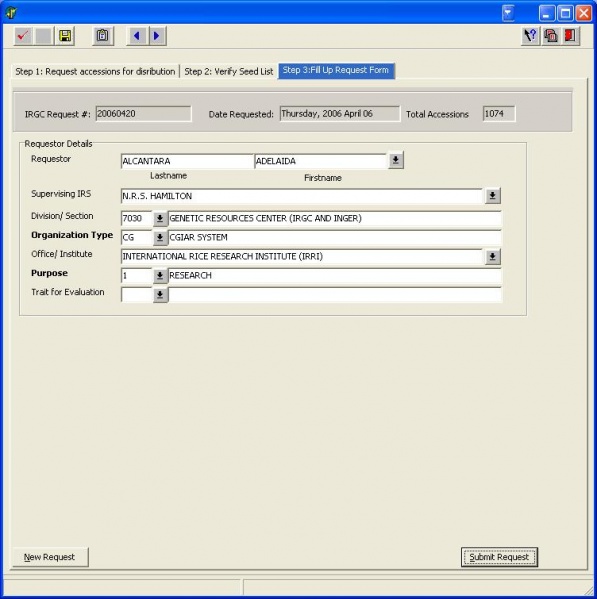 Step 1: Request accessions for disribution Step 2: Verify Seed List Step 3:Fill Up Request Form
IRGC Request #: 20060420 Date Requested: Thursday, 2006 April 06 Total Accessions 1074
Requestor Details
Requestor ALCANTARA ADELAIDA
Lastname Firstname
Supervising IRS N.R.S. HAMILTON
Division/ Section 7030 GENETIC RESOURCES CENTER (IRGC AND INGER)
Organization Type CG CGIAR SYSTEM
Office/ Institute INTERNATIONAL RICE RESEARCH INSTITUTE (IRRI)
Purpose 1 RESEARCH
Trait for Evaluation
New Request Submit Request